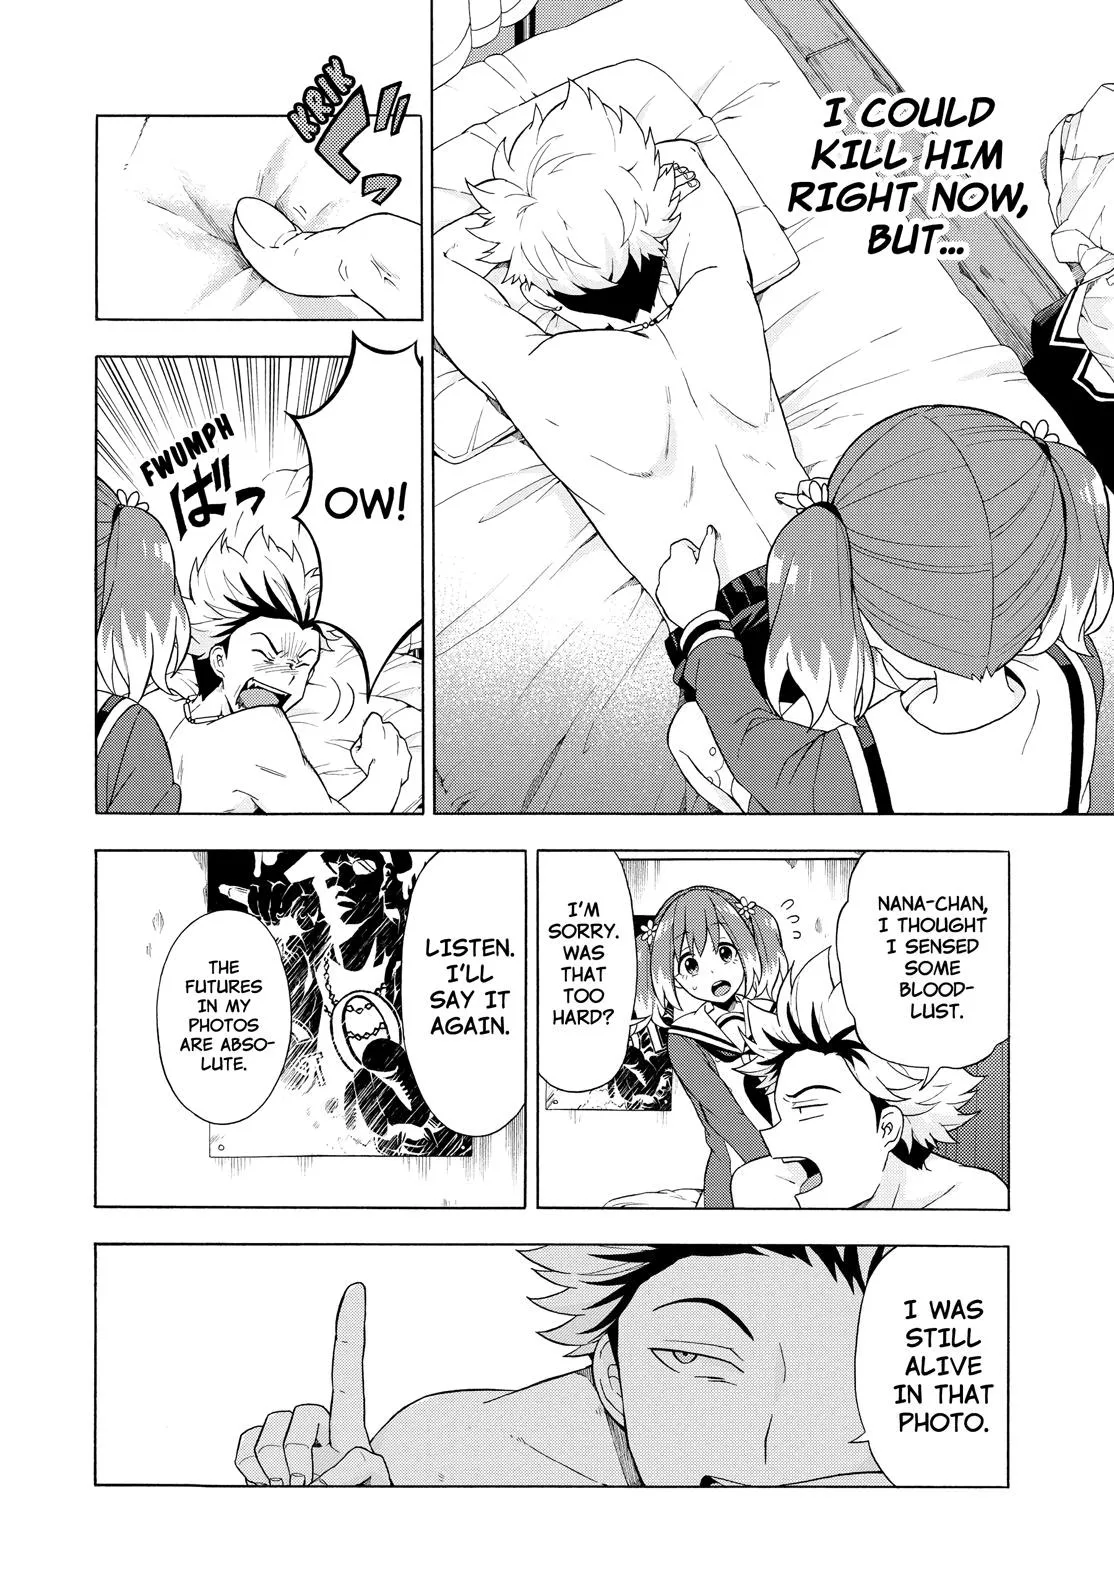 I COULD
KILL HIM
RIGHT NOW,
BUT...
KRIK
グッ
OW!
FWUMPH
ばっ
NANA-CHAN,
I THOUGHT
I SENSED
SOME
BLOOD-
LUST.
I'M
SORRY.
WAS
THAT
TOO
HARD?
LISTEN.
I'LL
SAY IT
AGAIN.
THE
FUTURES
IN MY
PHOTOS
ARE ABSO-
LUTE.
I WAS
STILL
ALIVE
IN THAT
PHOTO.